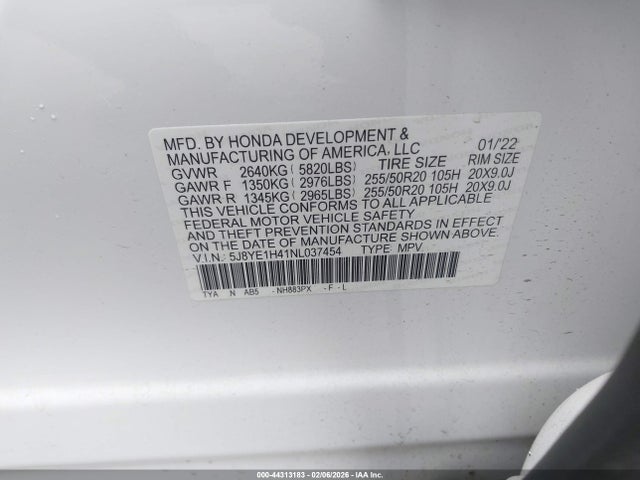 MFD. BY HONDA DEVELOPMENT &
MANUFACTURING OF AMERICA, LLC 01/22
GVWR 2640KG ( 5820LBS) TIRE SIZE RIM SIZE
GAWR F 1350KG ( 2976LBS) 255/50R20 105H 20X9.0J
GAWR R 1345KG ( 2965LBS) 255/50R20 105H 20X9.0J
THIS VEHICLE CONFORMS TO ALL APPLICABLE
FEDERAL MOTOR VEHICLE SAFETY
STANDARDS IN EFFECT
ON THE DATE OF MANUFACTURE SHOWN ABOVE.
V.I.N.: 5J8YE1H41NL037454 TYPE MPV
TYA N AB5 -NH883PX -F-L
000-44313183 02/06/2026 ©IAA Inc.